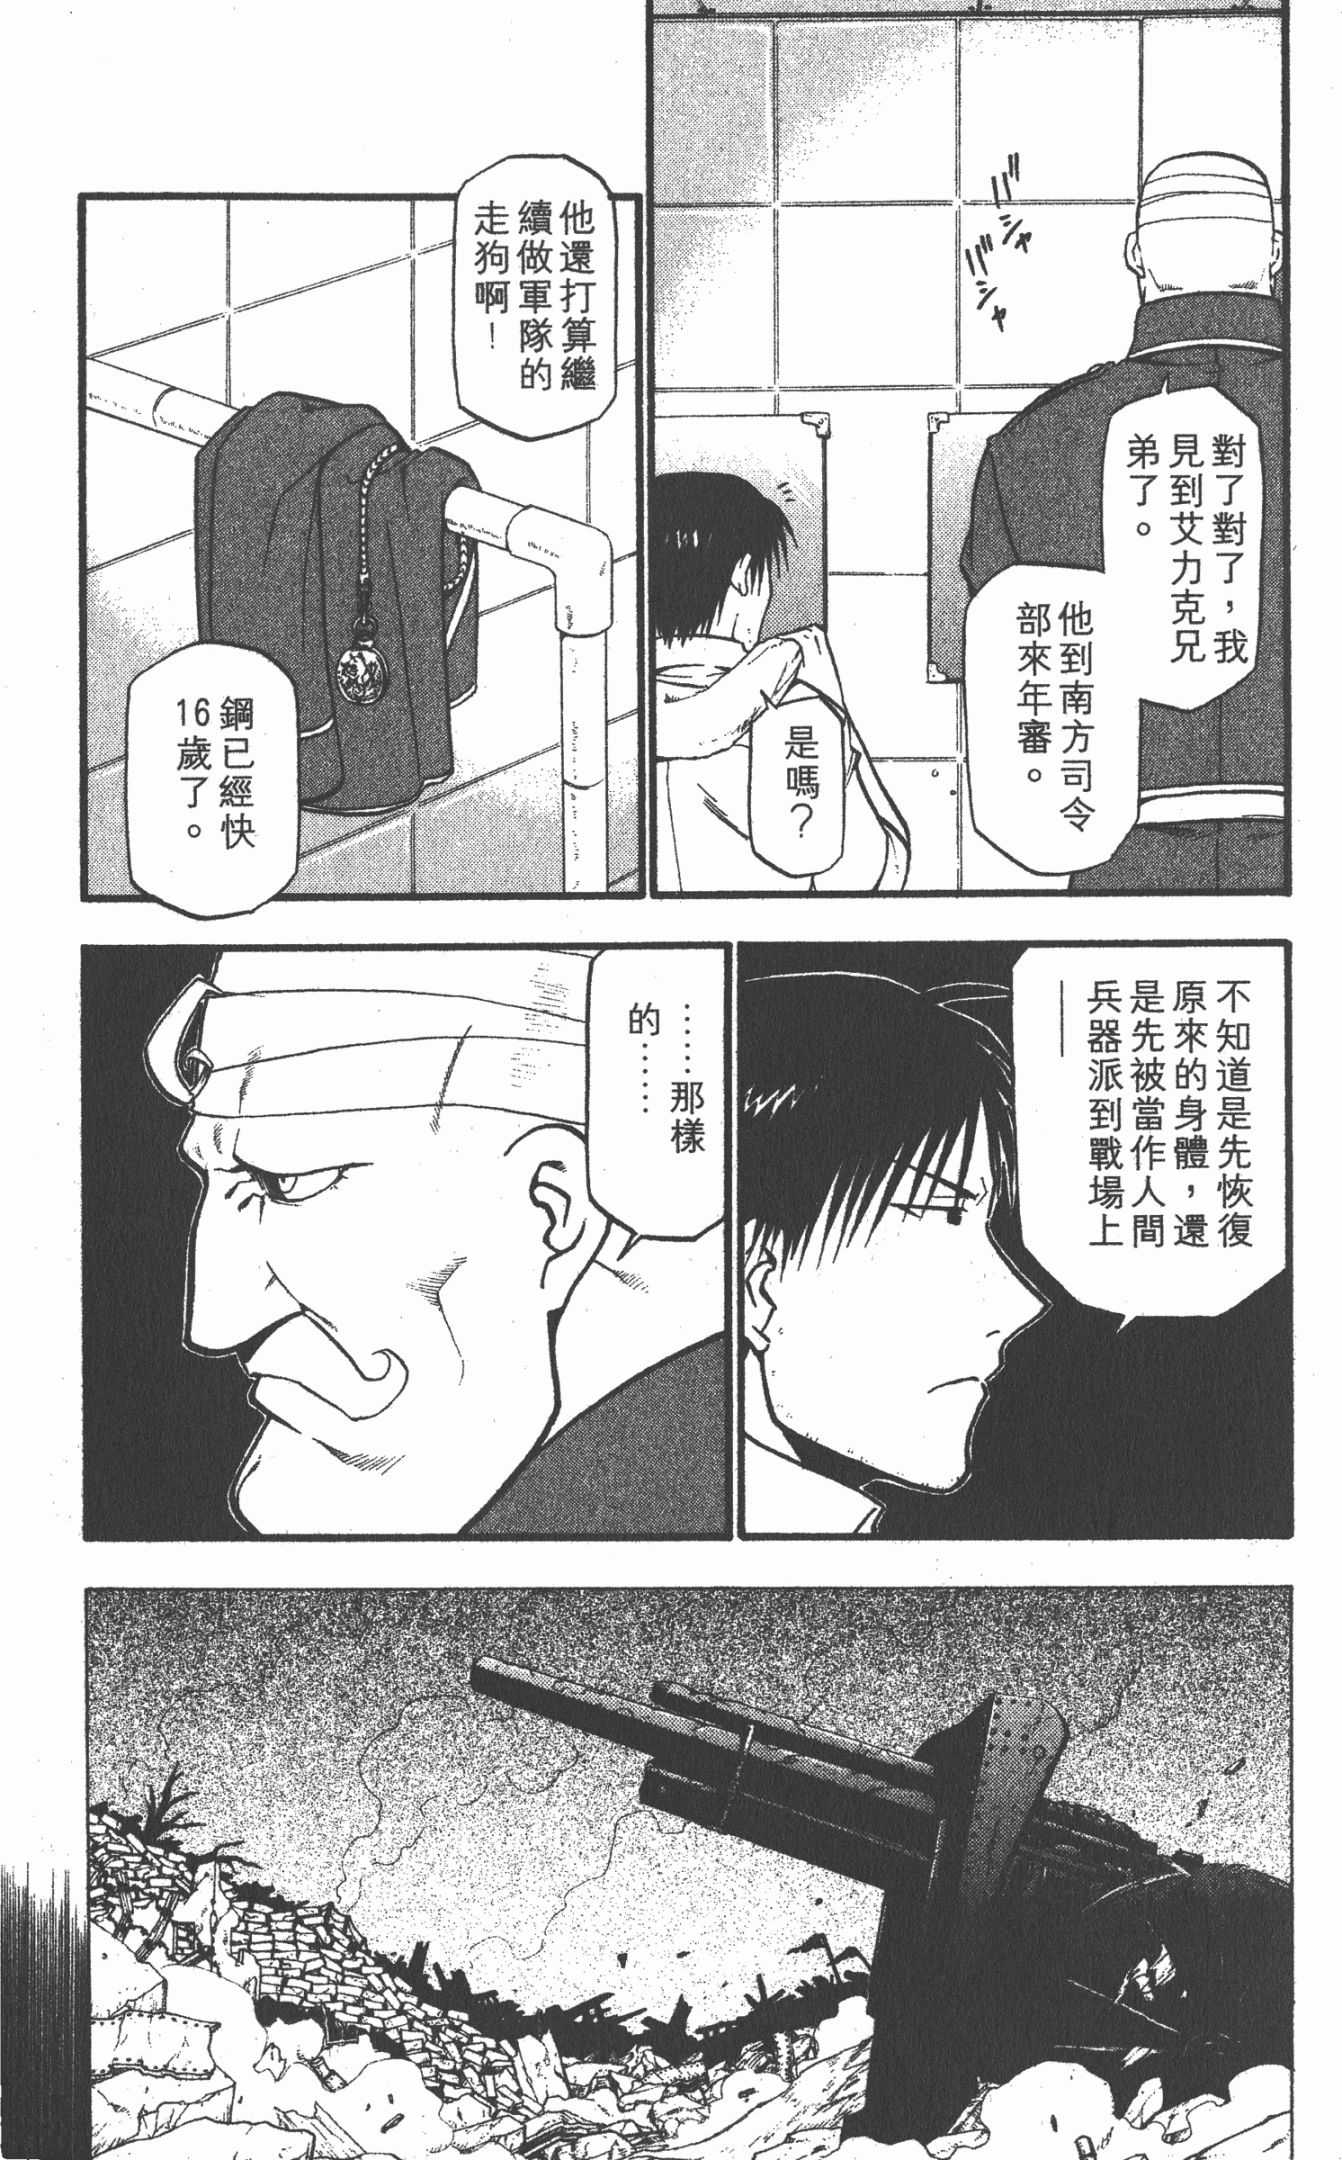 對了對了，我
見到艾力克兄
弟了。
他到南方司令
部來年審。
ジャ
ジャ
是嗎？
他還打算繼
續做軍隊的
走狗啊！
鋼已經快
16歲了。
不知道是先恢復
原來的身體，還
是先被當作人間
兵器派到戰場上
——
……那樣
的……